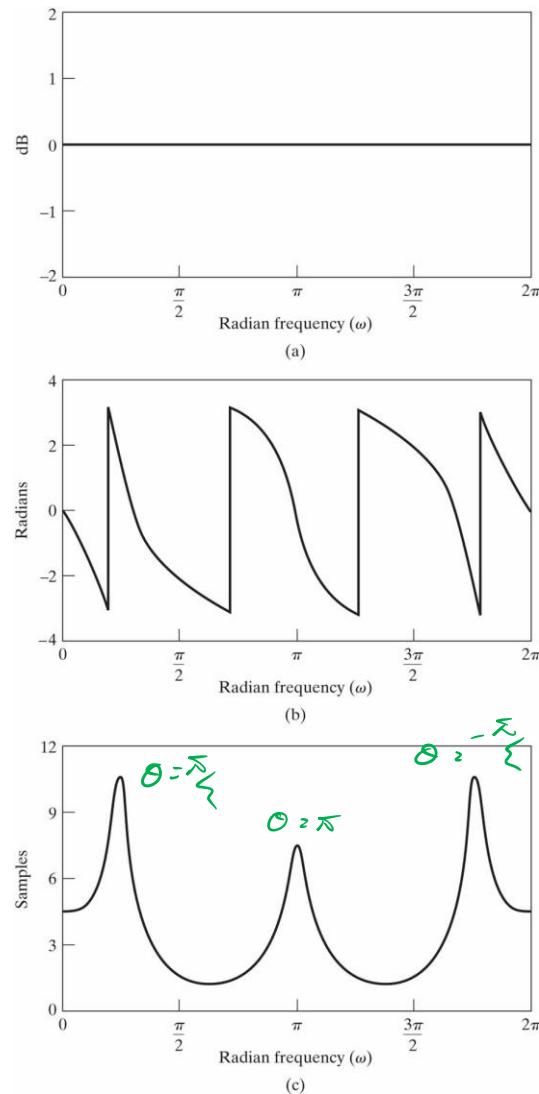 2
1
0
−1
−2
dB
0
π/2
π
3π/2
2π
Radian frequency (ω)
(a)
4
2
0
−2
−4
Radians
0
π/2
π
3π/2
2π
Radian frequency (ω)
(b)
12
9
6
3
0
Samples
θ = π
θ =
θ = −π
0
π/2
π
3π/2
2π
Radian frequency (ω)
(c)